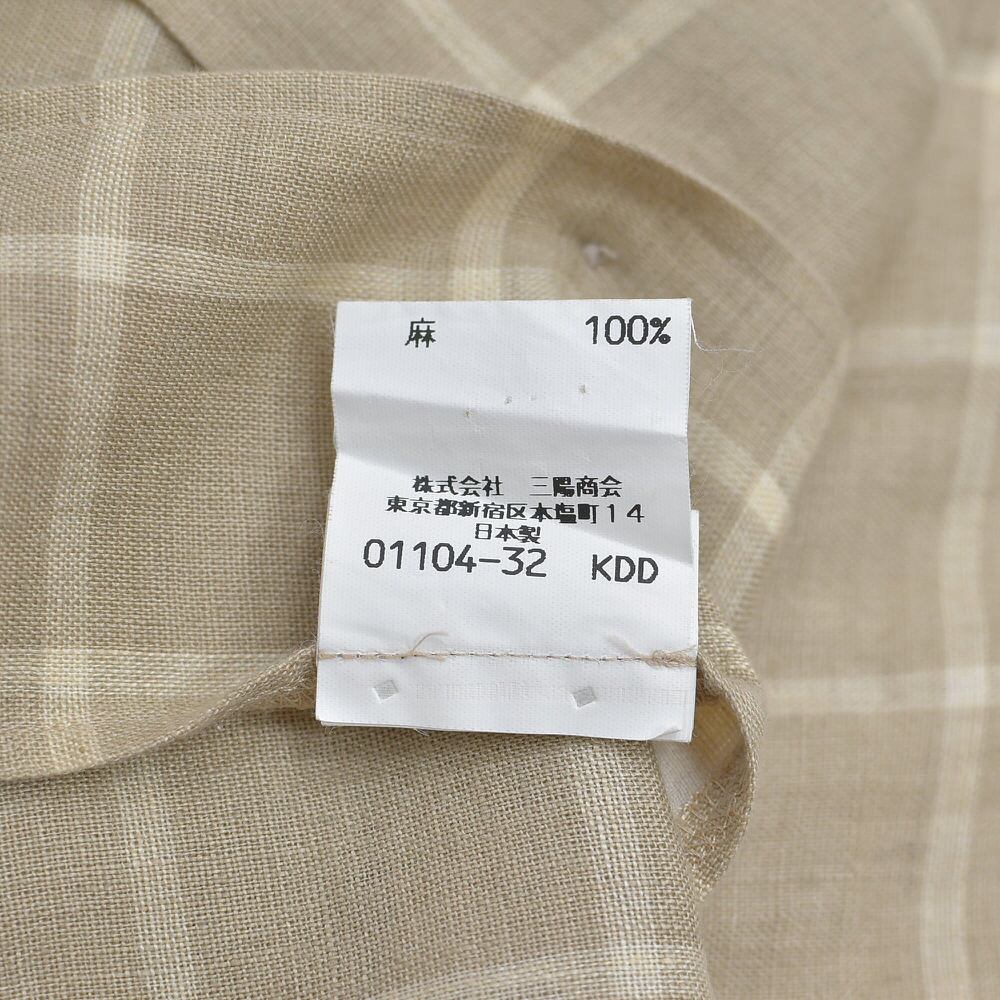 麻 100%
株式会社 三陽商会
東京都新宿区本塩町14
日本製
01104-32 KDD